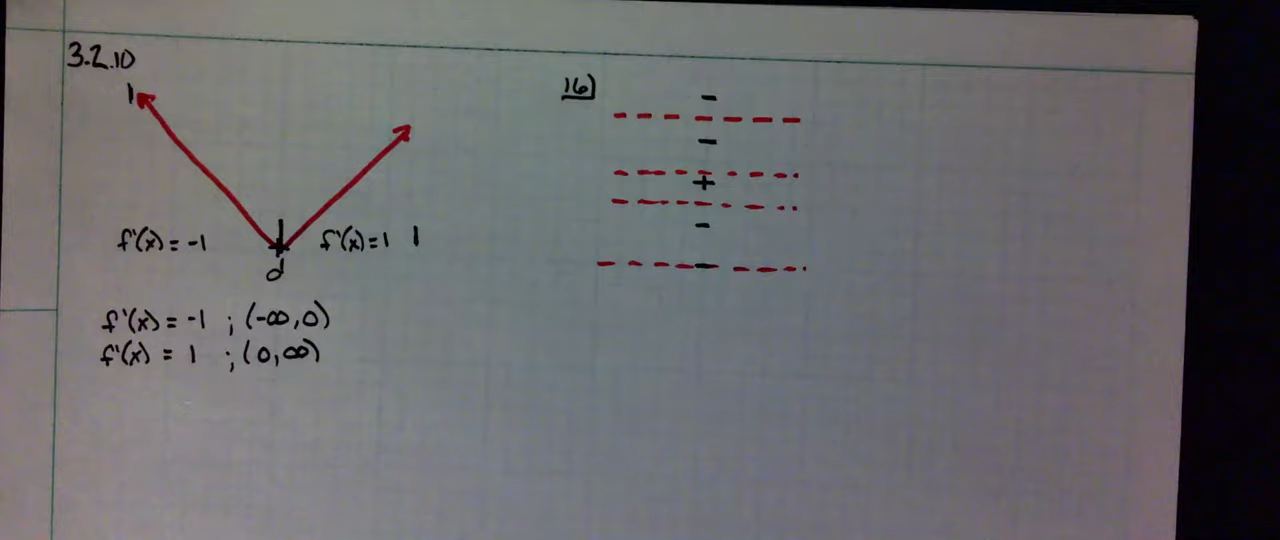 3.2.10
1
f'(x) = -1
f'(x) = 1 1
d
f'(x) = -1 ; (-∞, 0)
f'(x) = 1 ; (0, ∞)
16)
-
-
+
-
-